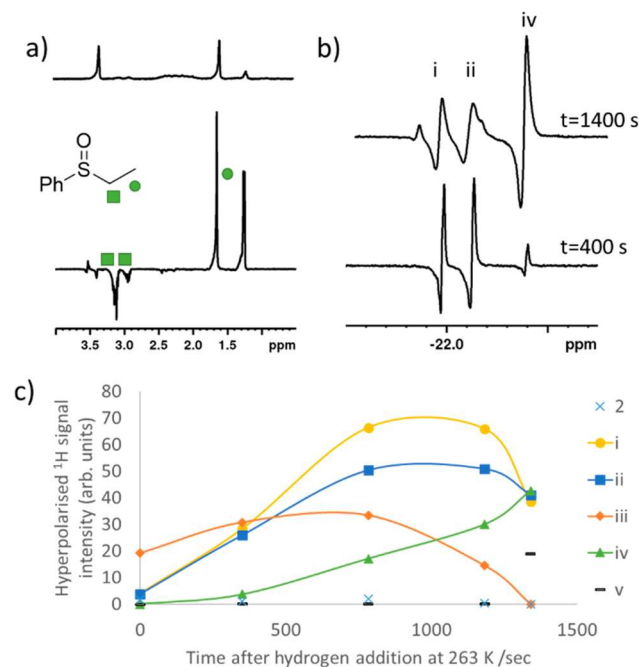 a)
O
Ph
S
3.5 3.0 2.5 2.0 1.5 ppm
b)
i ii iv
t=1400 s
t=400 s
-22.0 ppm
c)
Hyperpolarised ¹H signal
intensity (arb. units)
80
70
60
50
40
30
20
10
0
0 500 1000 1500
Time after hydrogen addition at 263 K /sec
2
i
ii
iii
iv
v